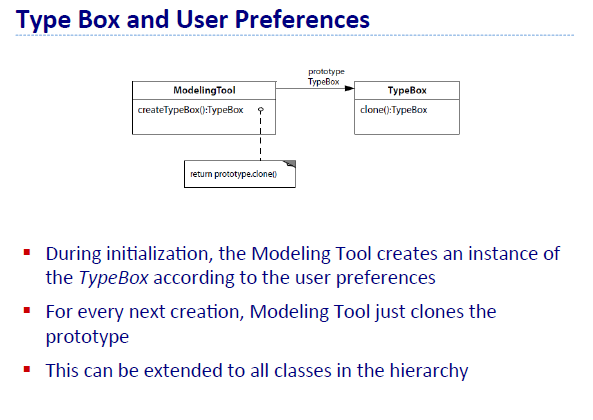 Type Box and User Preferences
prototype
TypeBox
ModelingTool
TypeBox
createTypeBox():TypeBox
clone():TypeBox
return prototype.clone()
▪ During initialization, the Modeling Tool creates an instance of
the TypeBox according to the user preferences
▪ For every next creation, Modeling Tool just clones the
prototype
▪ This can be extended to all classes in the hierarchy